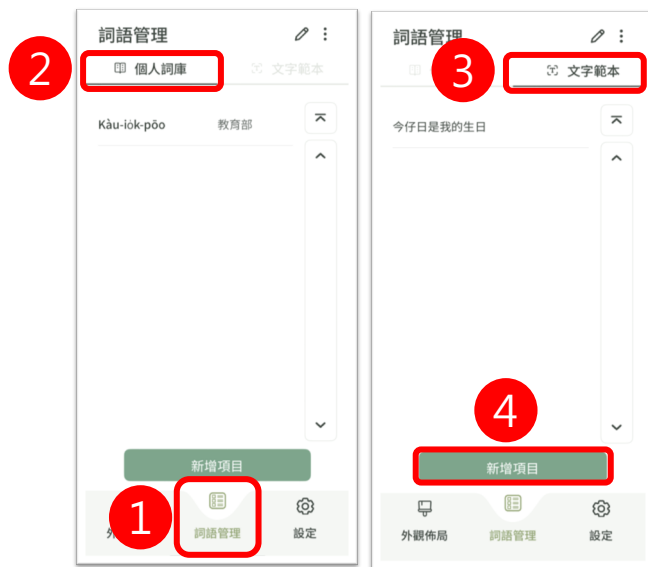 詞語管理
2
個人詞庫
文字範本
Kàu-io̍k-pōo 教育部
新增項目
1
外
詞語管理
設定
詞語管理
3
文字範本
今仔日是我的生日
4
新增項目
外觀佈局
詞語管理
設定